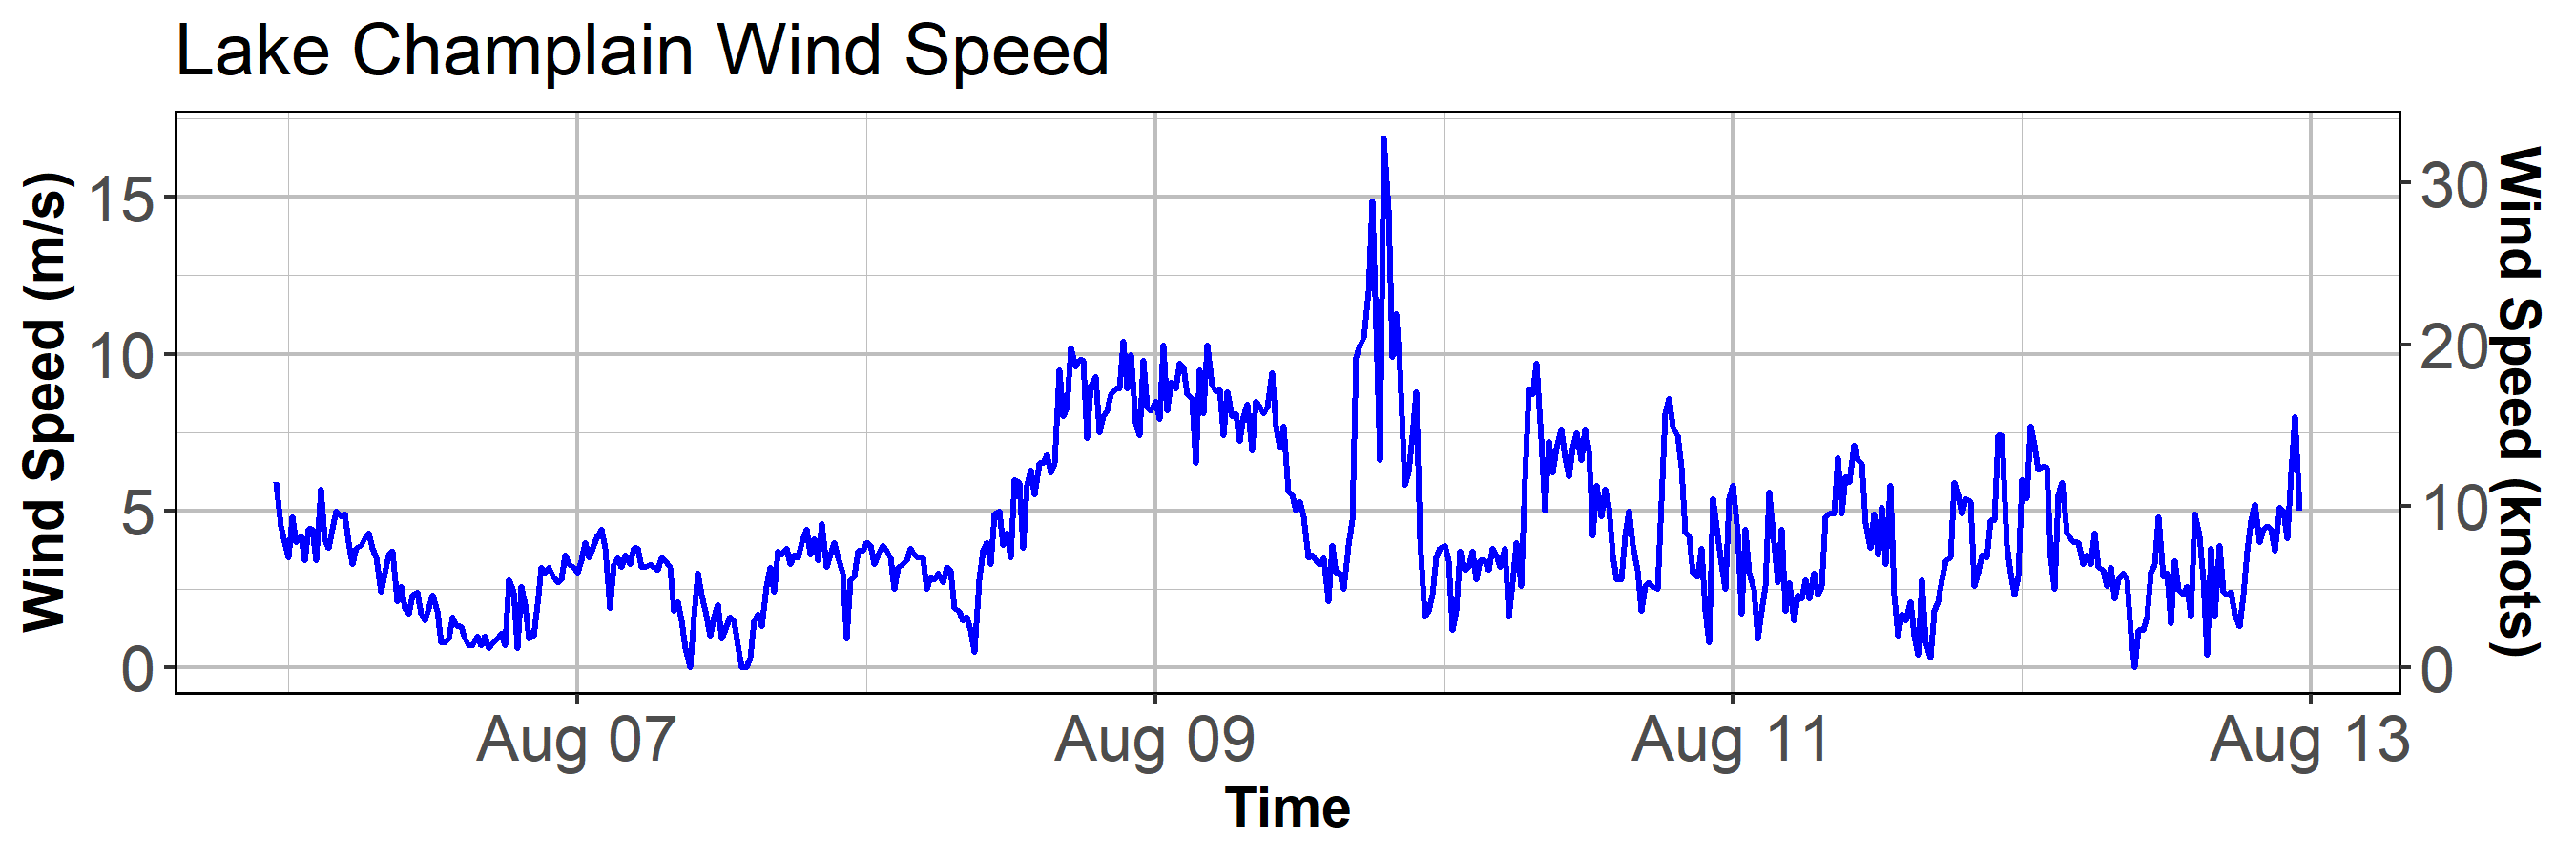 Lake Champlain Wind Speed
Wind Speed (m/s)
15
10
5
0
30
20
10
0
Wind Speed (knots)
Aug 07
Aug 09
Aug 11
Aug 13
Time